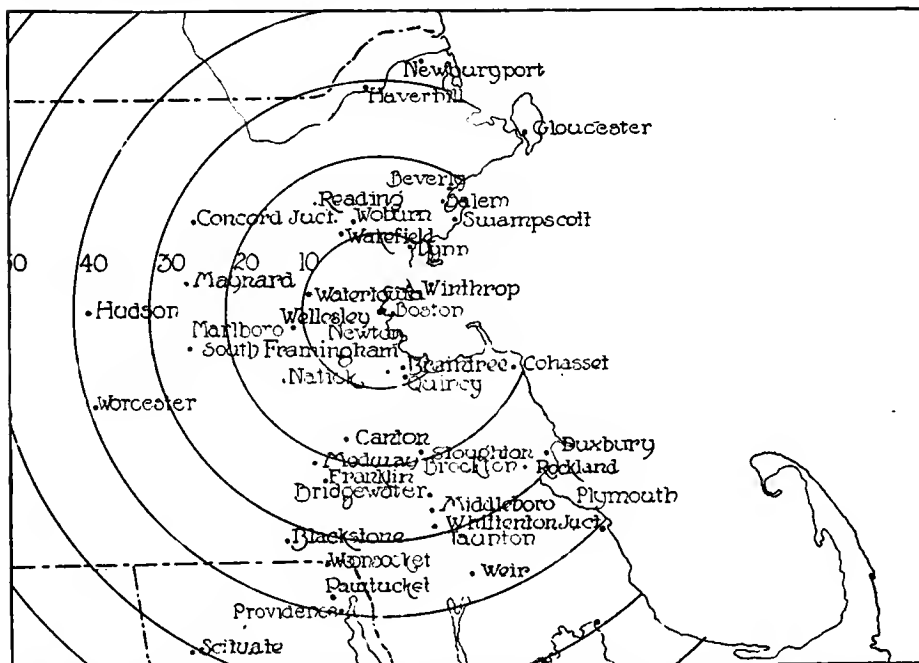 Newburyport
Haverhill
Gloucester
Beverly
Reading
Salem
Concord Juct.
Woburn
Swampscott
Wakefield
Lynn
40
30
20
10
Maynard
Watertown
Winthrop
Hudson
Boston
Wellesley
Marlboro
Newton
South Framingham
Braintree
Cohasset
Natick
Quincy
Worcester
Canton
Stoughton
Duxbury
Medway
Brockton
Rockland
Franklin
Bridgewater
Plymouth
Middleboro
Whittenton Juct.
Blackstone
Taunton
Woonsocket
Weir
Pawtucket
Providence
Scituate